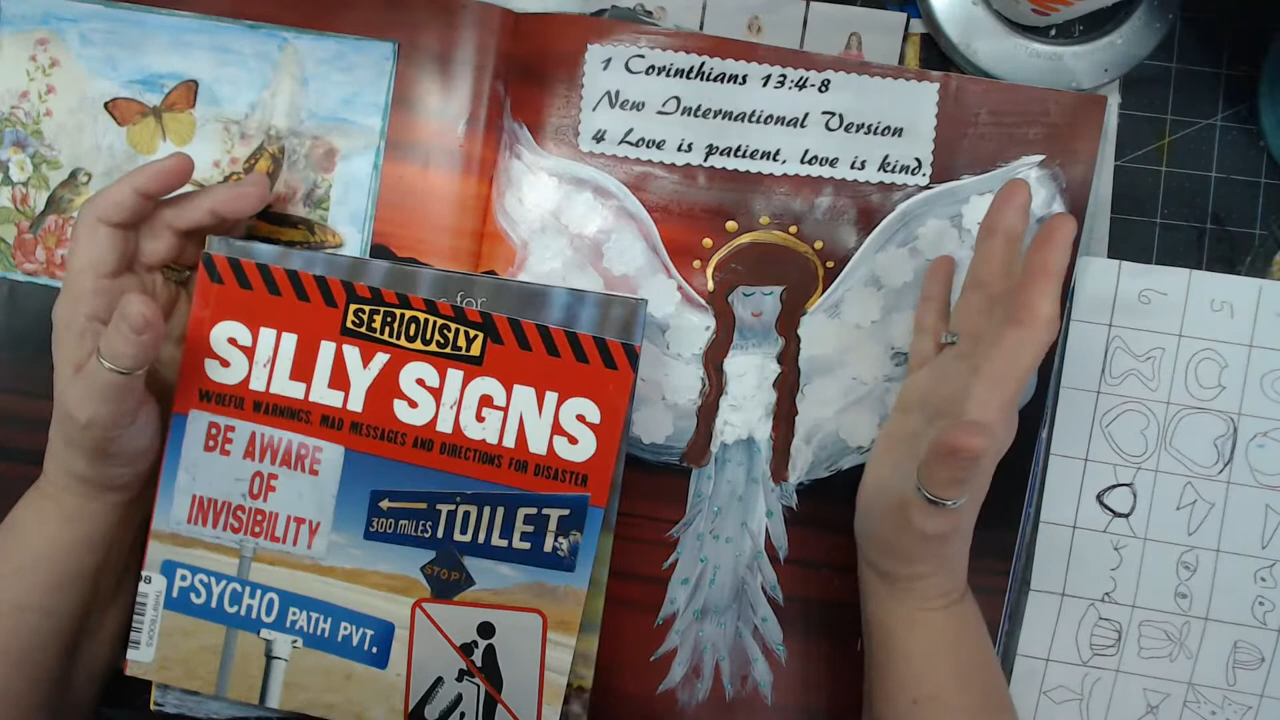 1 Corinthians 13:4-8
New International Version
4 Love is patient, love is kind.
for
SERIOUSLY
SILLY SIGNS
WOEFUL WARNINGS, MAD MESSAGES AND DIRECTIONS FOR DISASTER
BE AWARE
OF
INVISIBILITY
300 MILES TOILET
STOP!
PSYCHO PATH PVT.
THRIFTBOOKS
6 5